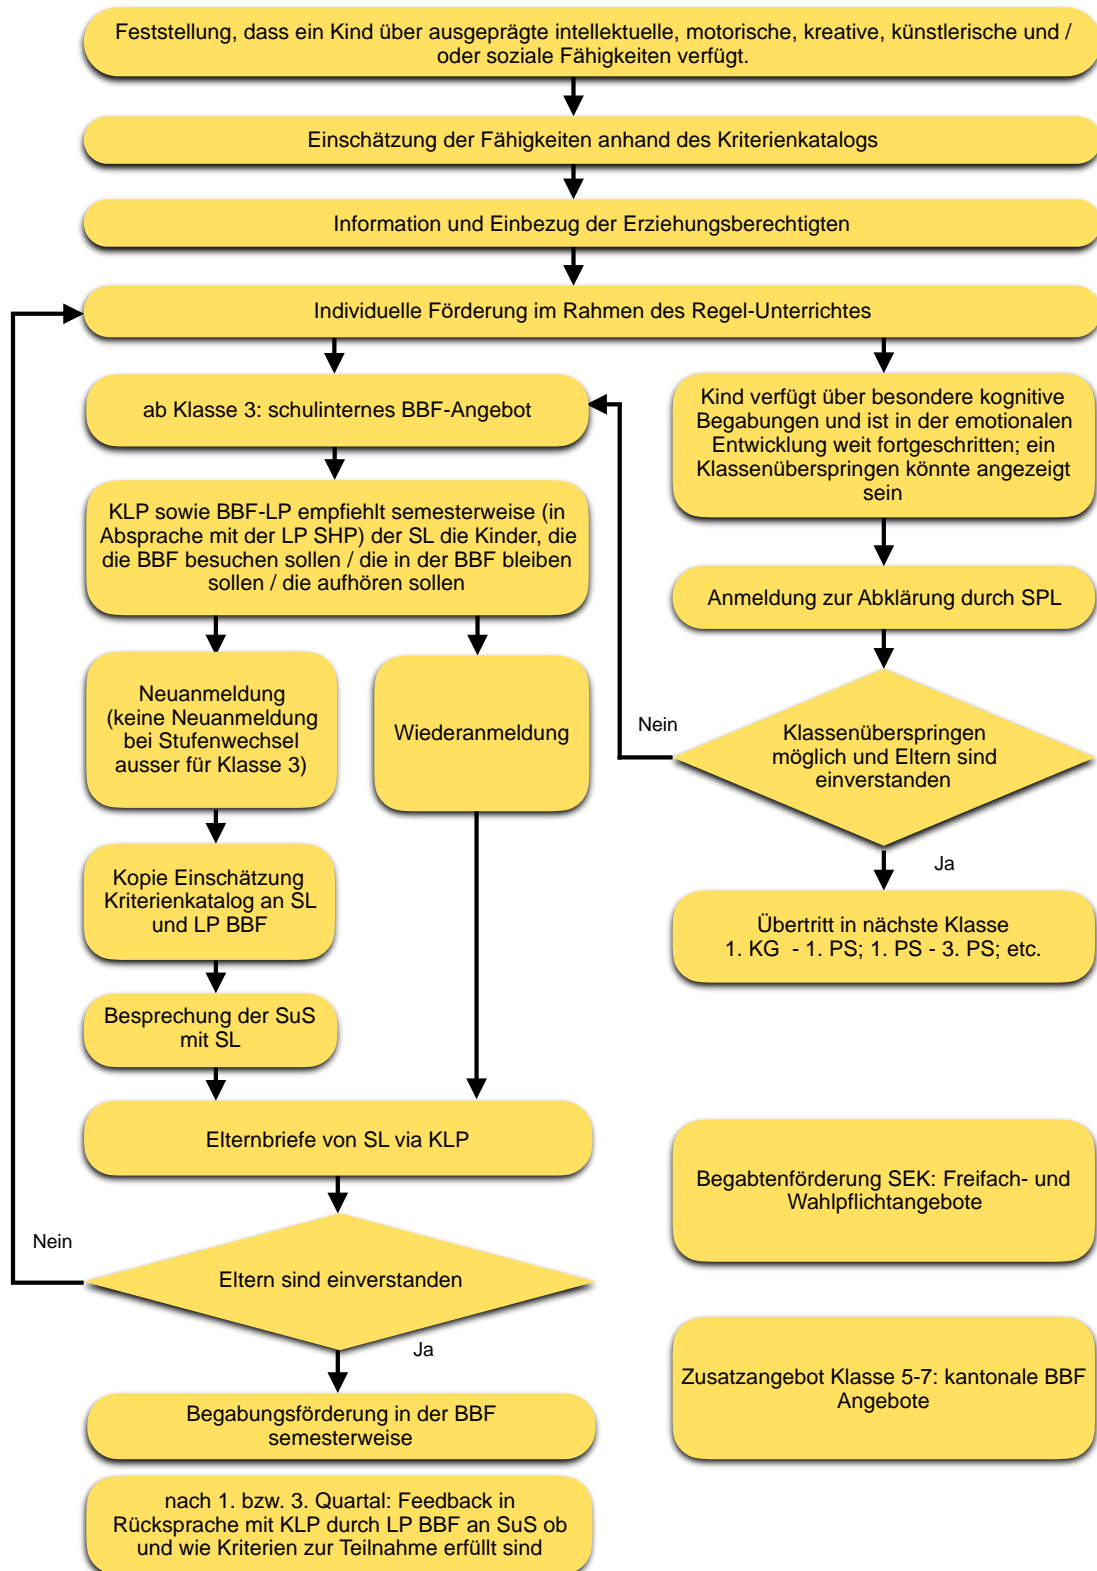 Feststellung, dass ein Kind über ausgeprägte intellektuelle, motorische, kreative, künstlerische und /
oder soziale Fähigkeiten verfügt.
Einschätzung der Fähigkeiten anhand des Kriterienkatalogs
Information und Einbezug der Erziehungsberechtigten
Individuelle Förderung im Rahmen des Regel-Unterrichtes
ab Klasse 3: schulinternes BBF-Angebot
Kind verfügt über besondere kognitive
Begabungen und ist in der emotionalen
Entwicklung weit fortgeschritten; ein
Klassenüberspringen könnte angezeigt
sein
KLP sowie BBF-LP empfiehlt semesterweise (in
Absprache mit der LP SHP) der SL die Kinder, die
die BBF besuchen sollen / die in der BBF bleiben
sollen / die aufhören sollen
Anmeldung zur Abklärung durch SPL
Neuanmeldung
(keine Neuanmeldung
bei Stufenwechsel
ausser für Klasse 3)
Wiederanmeldung
Nein
Klassenüberspringen
möglich und Eltern sind
einverstanden
Ja
Kopie Einschätzung
Kriterienkatalog an SL
und LP BBF
Übertritt in nächste Klasse
1. KG  - 1. PS; 1. PS - 3. PS; etc.
Besprechung der SuS
mit SL
Elternbriefe von SL via KLP
Begabtenförderung SEK: Freifach- und
Wahlpflichtangebote
Nein
Eltern sind einverstanden
Ja
Zusatzangebot Klasse 5-7: kantonale BBF
Angebote
Begabungsförderung in der BBF
semesterweise
nach 1. bzw. 3. Quartal: Feedback in
Rücksprache mit KLP durch LP BBF an SuS ob
und wie Kriterien zur Teilnahme erfüllt sind